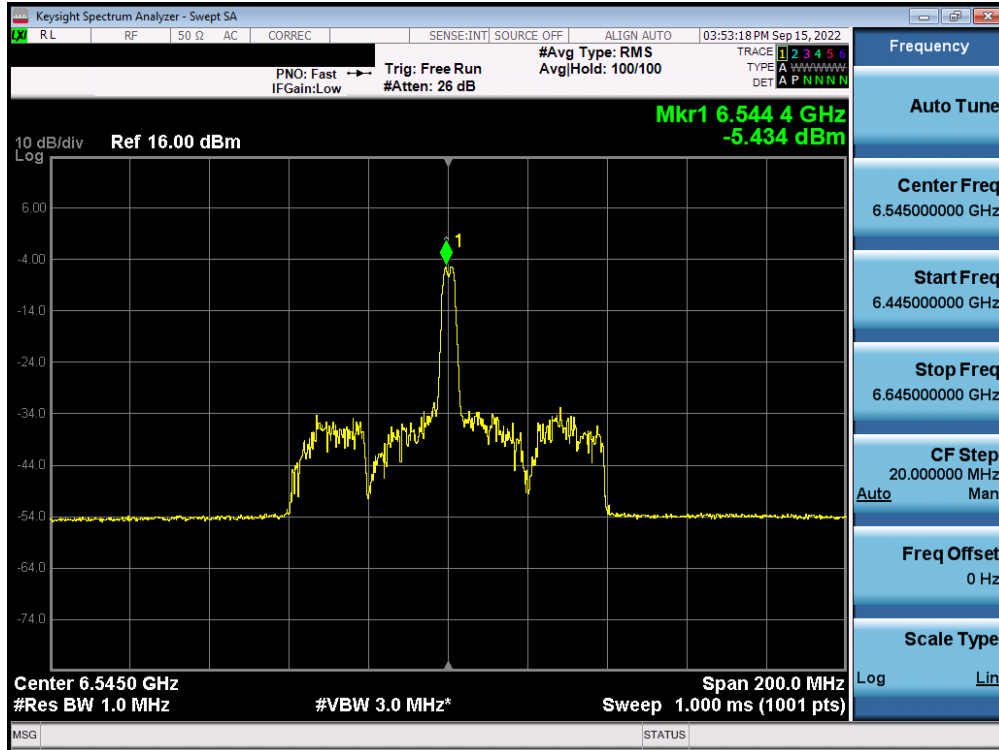 Keysight Spectrum Analyzer - Swept SA
LXI RL RF 50 Ω AC CORREC SENSE:INT SOURCE OFF ALIGN AUTO 03:53:18 PM Sep 15, 2022
PNO: Fast
IFGain:Low
Trig: Free Run
#Atten: 26 dB
#Avg Type: RMS
Avg|Hold: 100/100
TRACE 1 2 3 4 5 6
TYPE A WWWWW
DET A P N N N N
Mkr1 6.544 4 GHz
-5.434 dBm
10 dB/div Ref 16.00 dBm
Log
1
6.00
-4.00
-14.0
-24.0
-34.0
-44.0
-54.0
-64.0
-74.0
Center 6.5450 GHz Span 200.0 MHz
#Res BW 1.0 MHz #VBW 3.0 MHz* Sweep 1.000 ms (1001 pts)
MSG STATUS
Frequency
Auto Tune
Center Freq
6.545000000 GHz
Start Freq
6.445000000 GHz
Stop Freq
6.645000000 GHz
CF Step
20.000000 MHz
Auto Man
Freq Offset
0 Hz
Scale Type
Log Lin